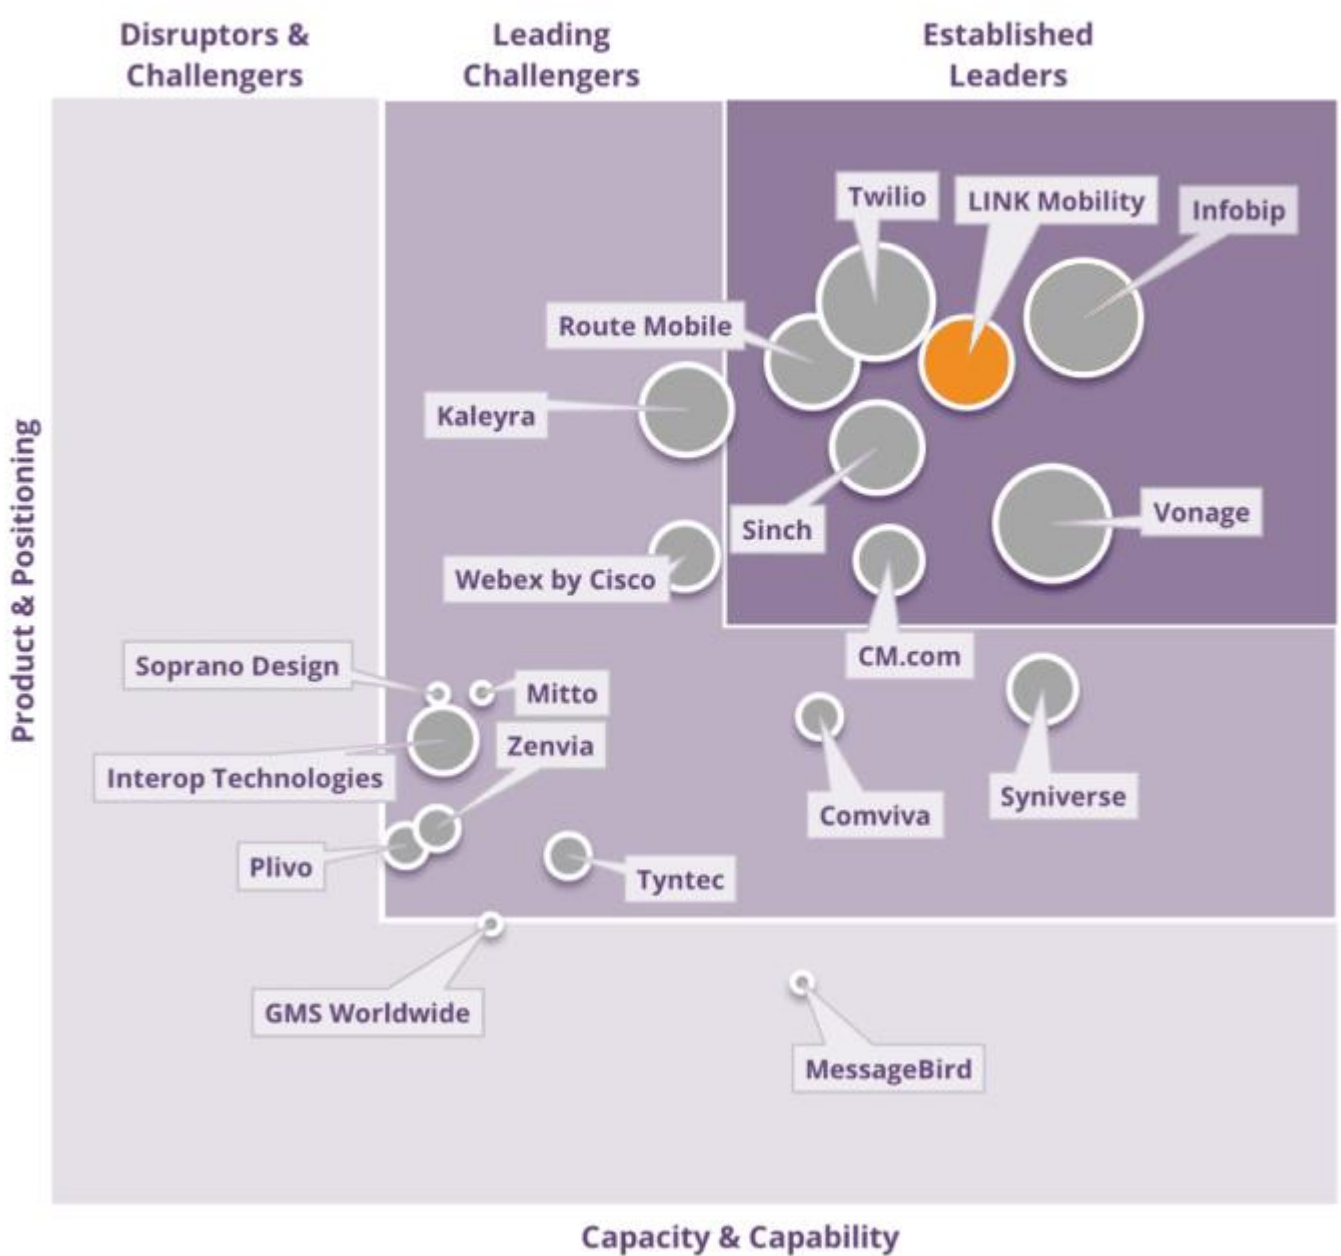 Disruptors &
Challengers
Leading
Challengers
Established
Leaders
Twilio
LINK Mobility
Infobip
Route Mobile
Kaleyra
Sinch
Vonage
Webex by Cisco
CM.com
Soprano Design
Mitto
Zenvia
Interop Technologies
Syniverse
Comviva
Plivo
Tyntec
GMS Worldwide
MessageBird
Product & Positioning
Capacity & Capability